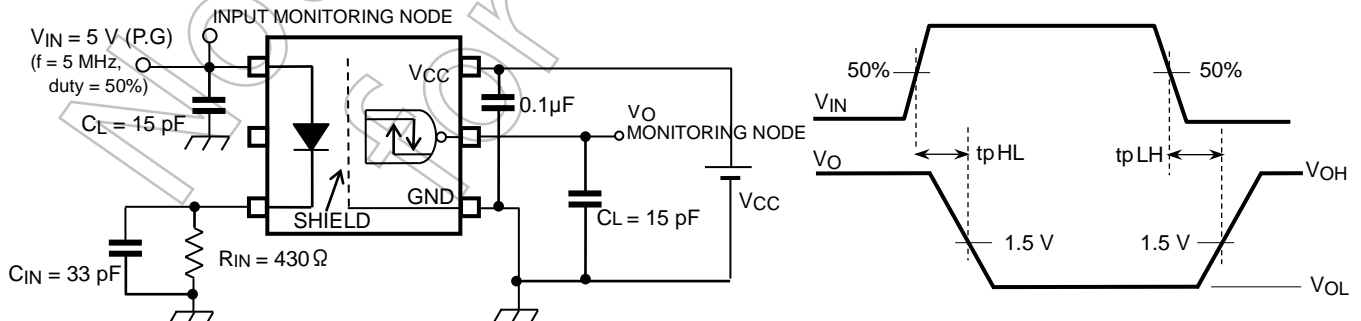 INPUT MONITORING NODE
VIN = 5 V (P.G)
(f = 5 MHz,
duty = 50%)
CL = 15 pF
VCC
0.1µF
VO
MONITORING NODE
GND
SHIELD
CL = 15 pF
VCC
CIN = 33 pF
RIN = 430 Ω
50%
50%
VIN
tpHL
tpLH
VO
VOH
1.5 V
1.5 V
VOL
for